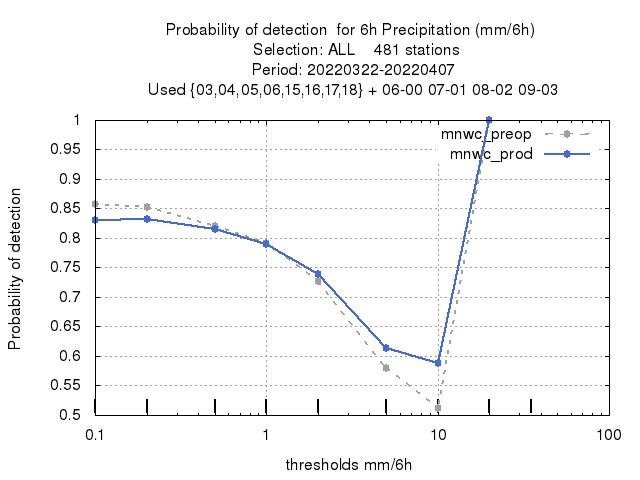 Probability of detection  for 6h Precipitation (mm/6h)
Selection: ALL    481 stations
Period: 20220322-20220407
Used {03,04,05,06,15,16,17,18} + 06-00 07-01 08-02 09-03
mnwc_preop
mnwc_prod
Probability of detection
1
0.95
0.9
0.85
0.8
0.75
0.7
0.65
0.6
0.55
0.5
0.1 1 10 100
thresholds mm/6h